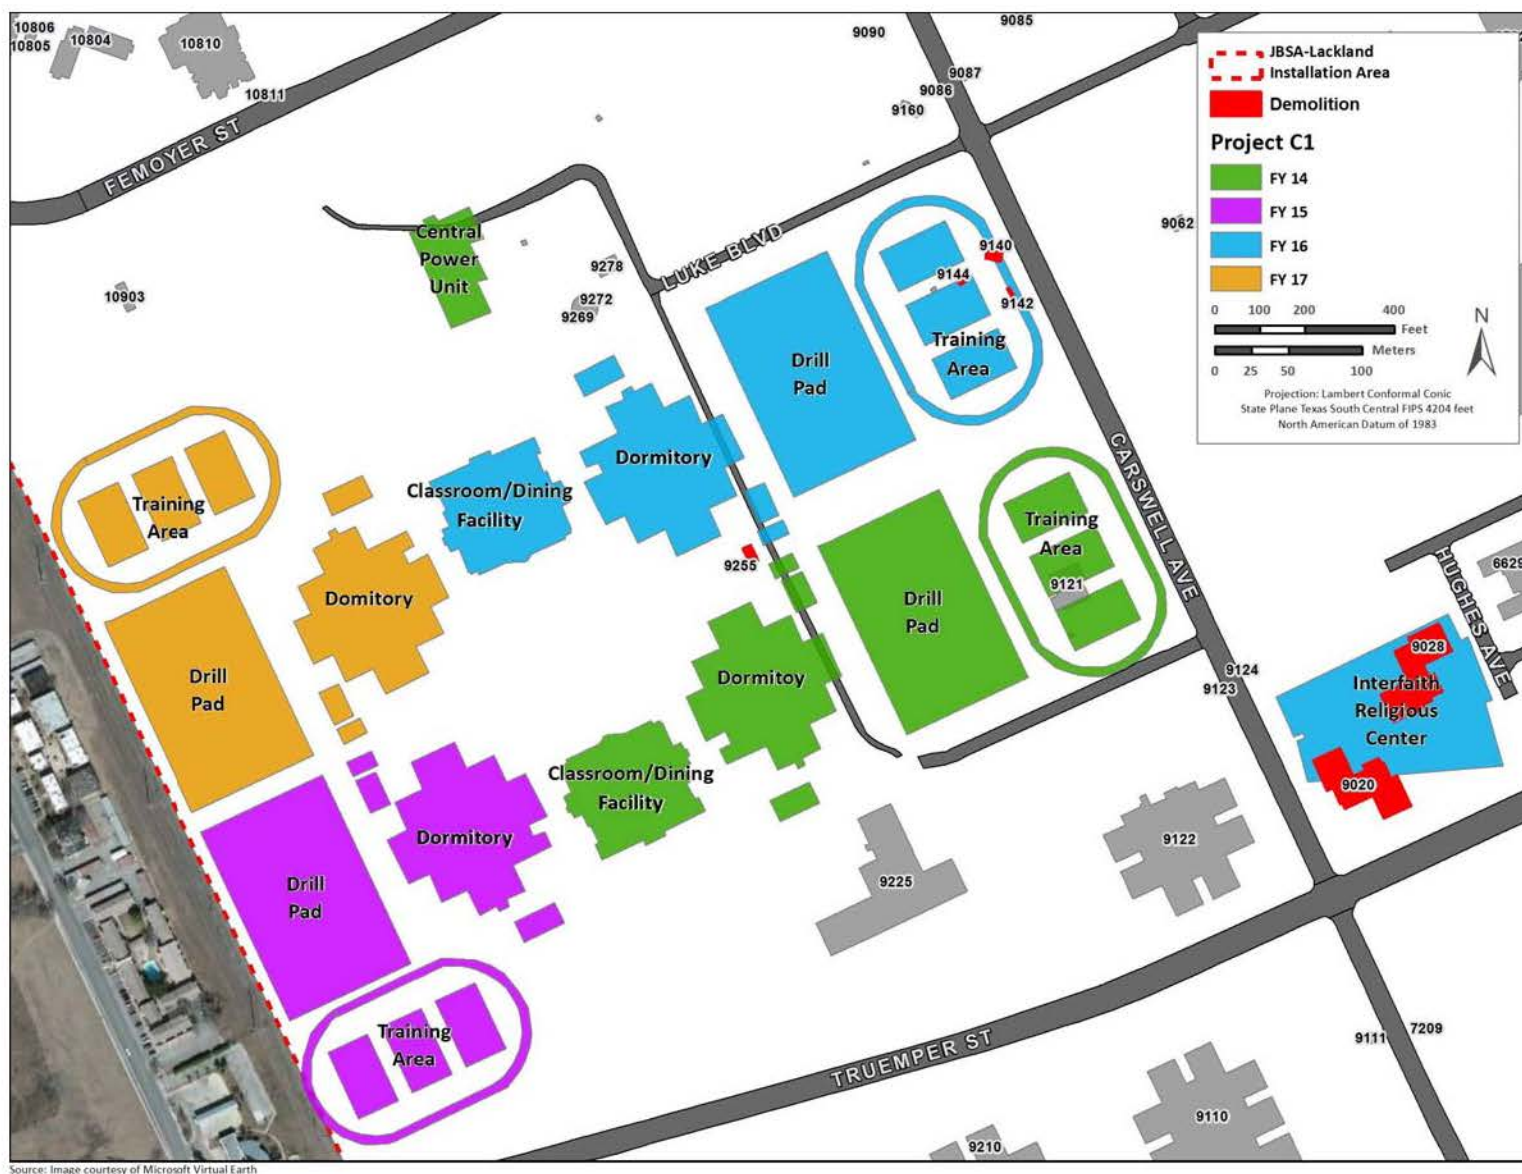 10806
10805
10804
10810
10811
FEMOYER ST
9090
9085
9087
9086
9160
9062
JBSA-Lackland
Installation Area
Demolition
Project C1
FY 14
FY 15
FY 16
FY 17
0 100 200 400
Feet
Meters
0 25 50 100
N
Projection: Lambert Conformal Conic
State Plane Texas South Central FIPS 4204 feet
North American Datum of 1983
Central
Power
Unit
LUKE BLVD
10903
9278
9272
9269
9140
9144
9142
Training
Area
Drill
Pad
CARSWELL AVE
Dormitory
Classroom/Dining
Facility
9255
Training
Area
Domitory
Drill
Pad
Training
Area
9121
Drill
Pad
HUGHES AVE
6629
9124
9123
9028
Interfaith
Religious
Center
9020
Dormitoy
Classroom/Dining
Facility
Dormitory
Drill
Pad
Training
Area
9225
9122
TRUEMPER ST
9111
7209
9110
9210
Source: Image courtesy of Microsoft Virtual Earth